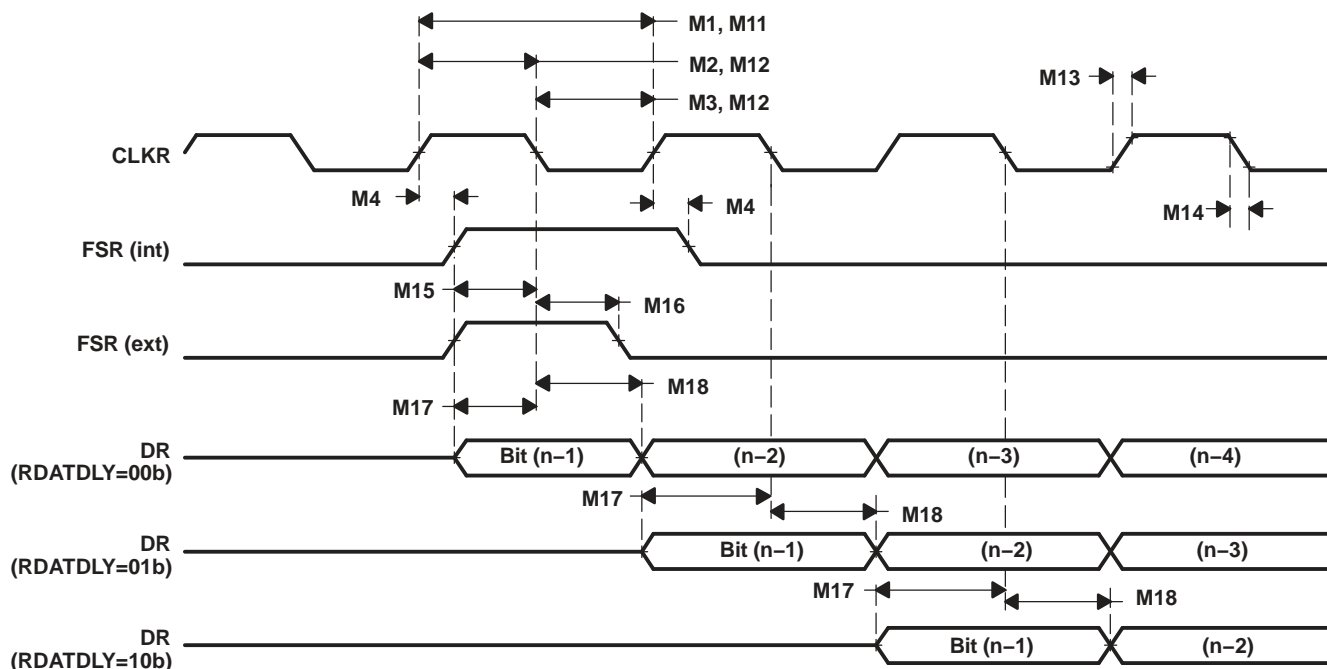 M1, M11
M2, M12
M3, M12
M13
CLKR
M4
M4
M14
FSR (int)
M15
M16
FSR (ext)
M18
M17
DR
(RDATDLY=00b)
Bit (n–1)
(n–2)
(n–3)
(n–4)
M17
M18
DR
(RDATDLY=01b)
Bit (n–1)
(n–2)
(n–3)
M17
M18
DR
(RDATDLY=10b)
Bit (n–1)
(n–2)